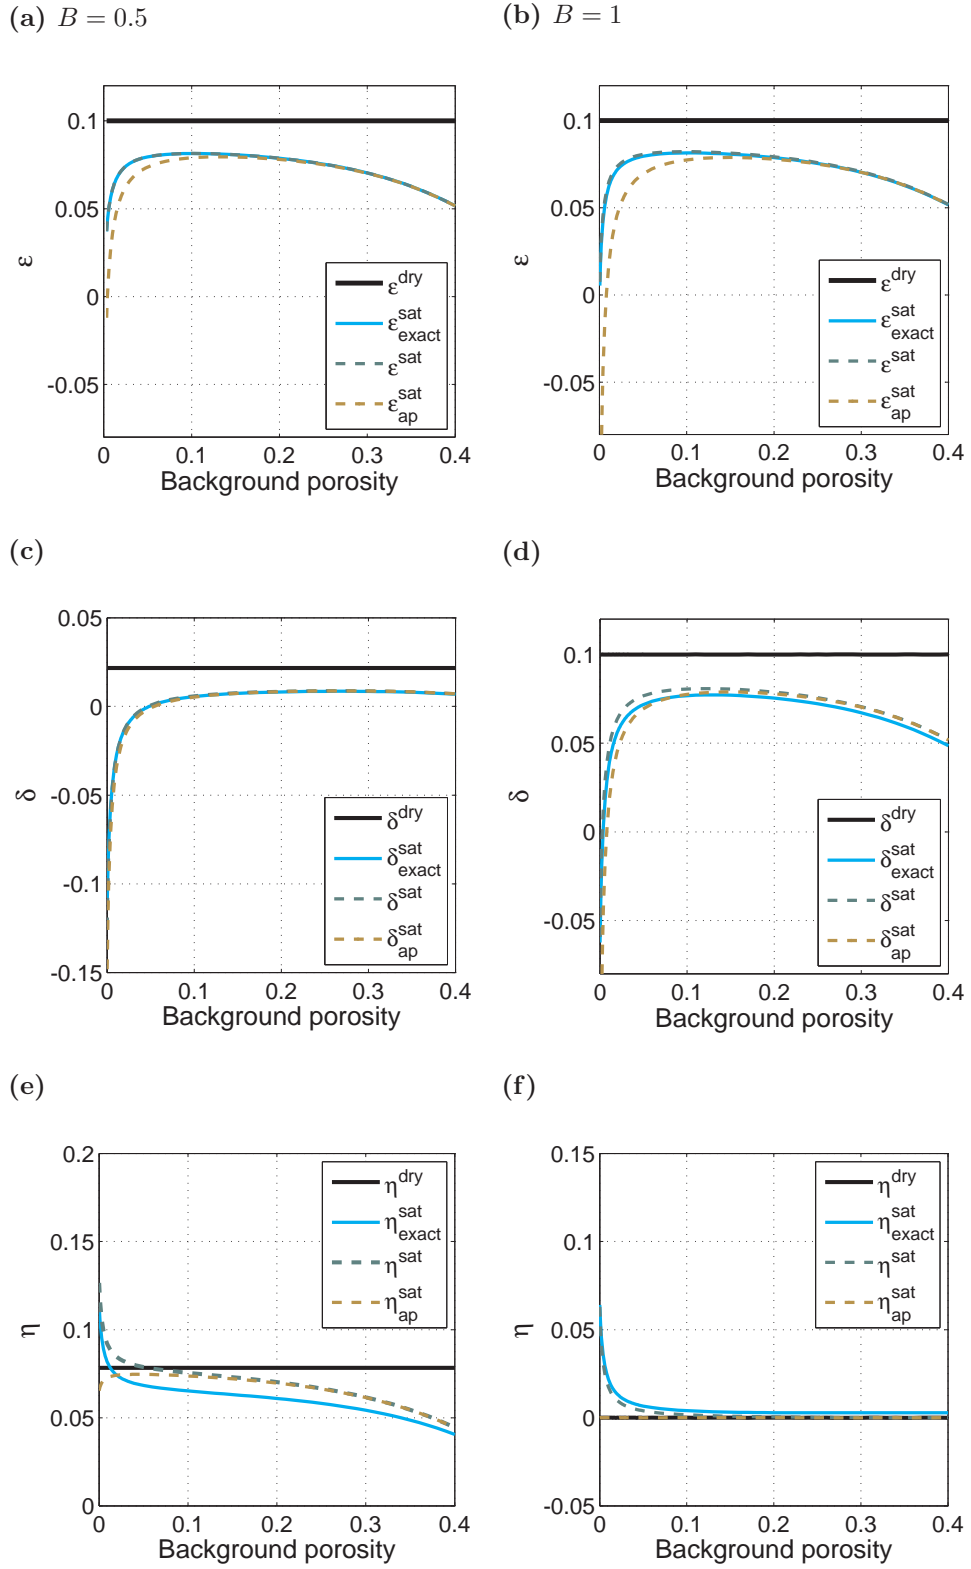 (a) B = 0.5
0.1
0.05
0
-0.05
ε
0 0.1 0.2 0.3 0.4
Background porosity
ε^dry
ε^sat_exact
ε^sat
ε^sat_ap
(b) B = 1
0.1
0.05
0
-0.05
ε
0 0.1 0.2 0.3 0.4
Background porosity
ε^dry
ε^sat_exact
ε^sat
ε^sat_ap
(c)
0.05
0
-0.05
-0.1
-0.15
δ
0 0.1 0.2 0.3 0.4
Background porosity
δ^dry
δ^sat_exact
δ^sat
δ^sat_ap
(d)
0.1
0.05
0
-0.05
δ
0 0.1 0.2 0.3 0.4
Background porosity
δ^dry
δ^sat_exact
δ^sat
δ^sat_ap
(e)
0.2
0.15
0.1
0.05
0
η
0 0.1 0.2 0.3 0.4
Background porosity
η^dry
η^sat_exact
η^sat
η^sat_ap
(f)
0.15
0.1
0.05
0
-0.05
η
0 0.1 0.2 0.3 0.4
Background porosity
η^dry
η^sat_exact
η^sat
η^sat_ap